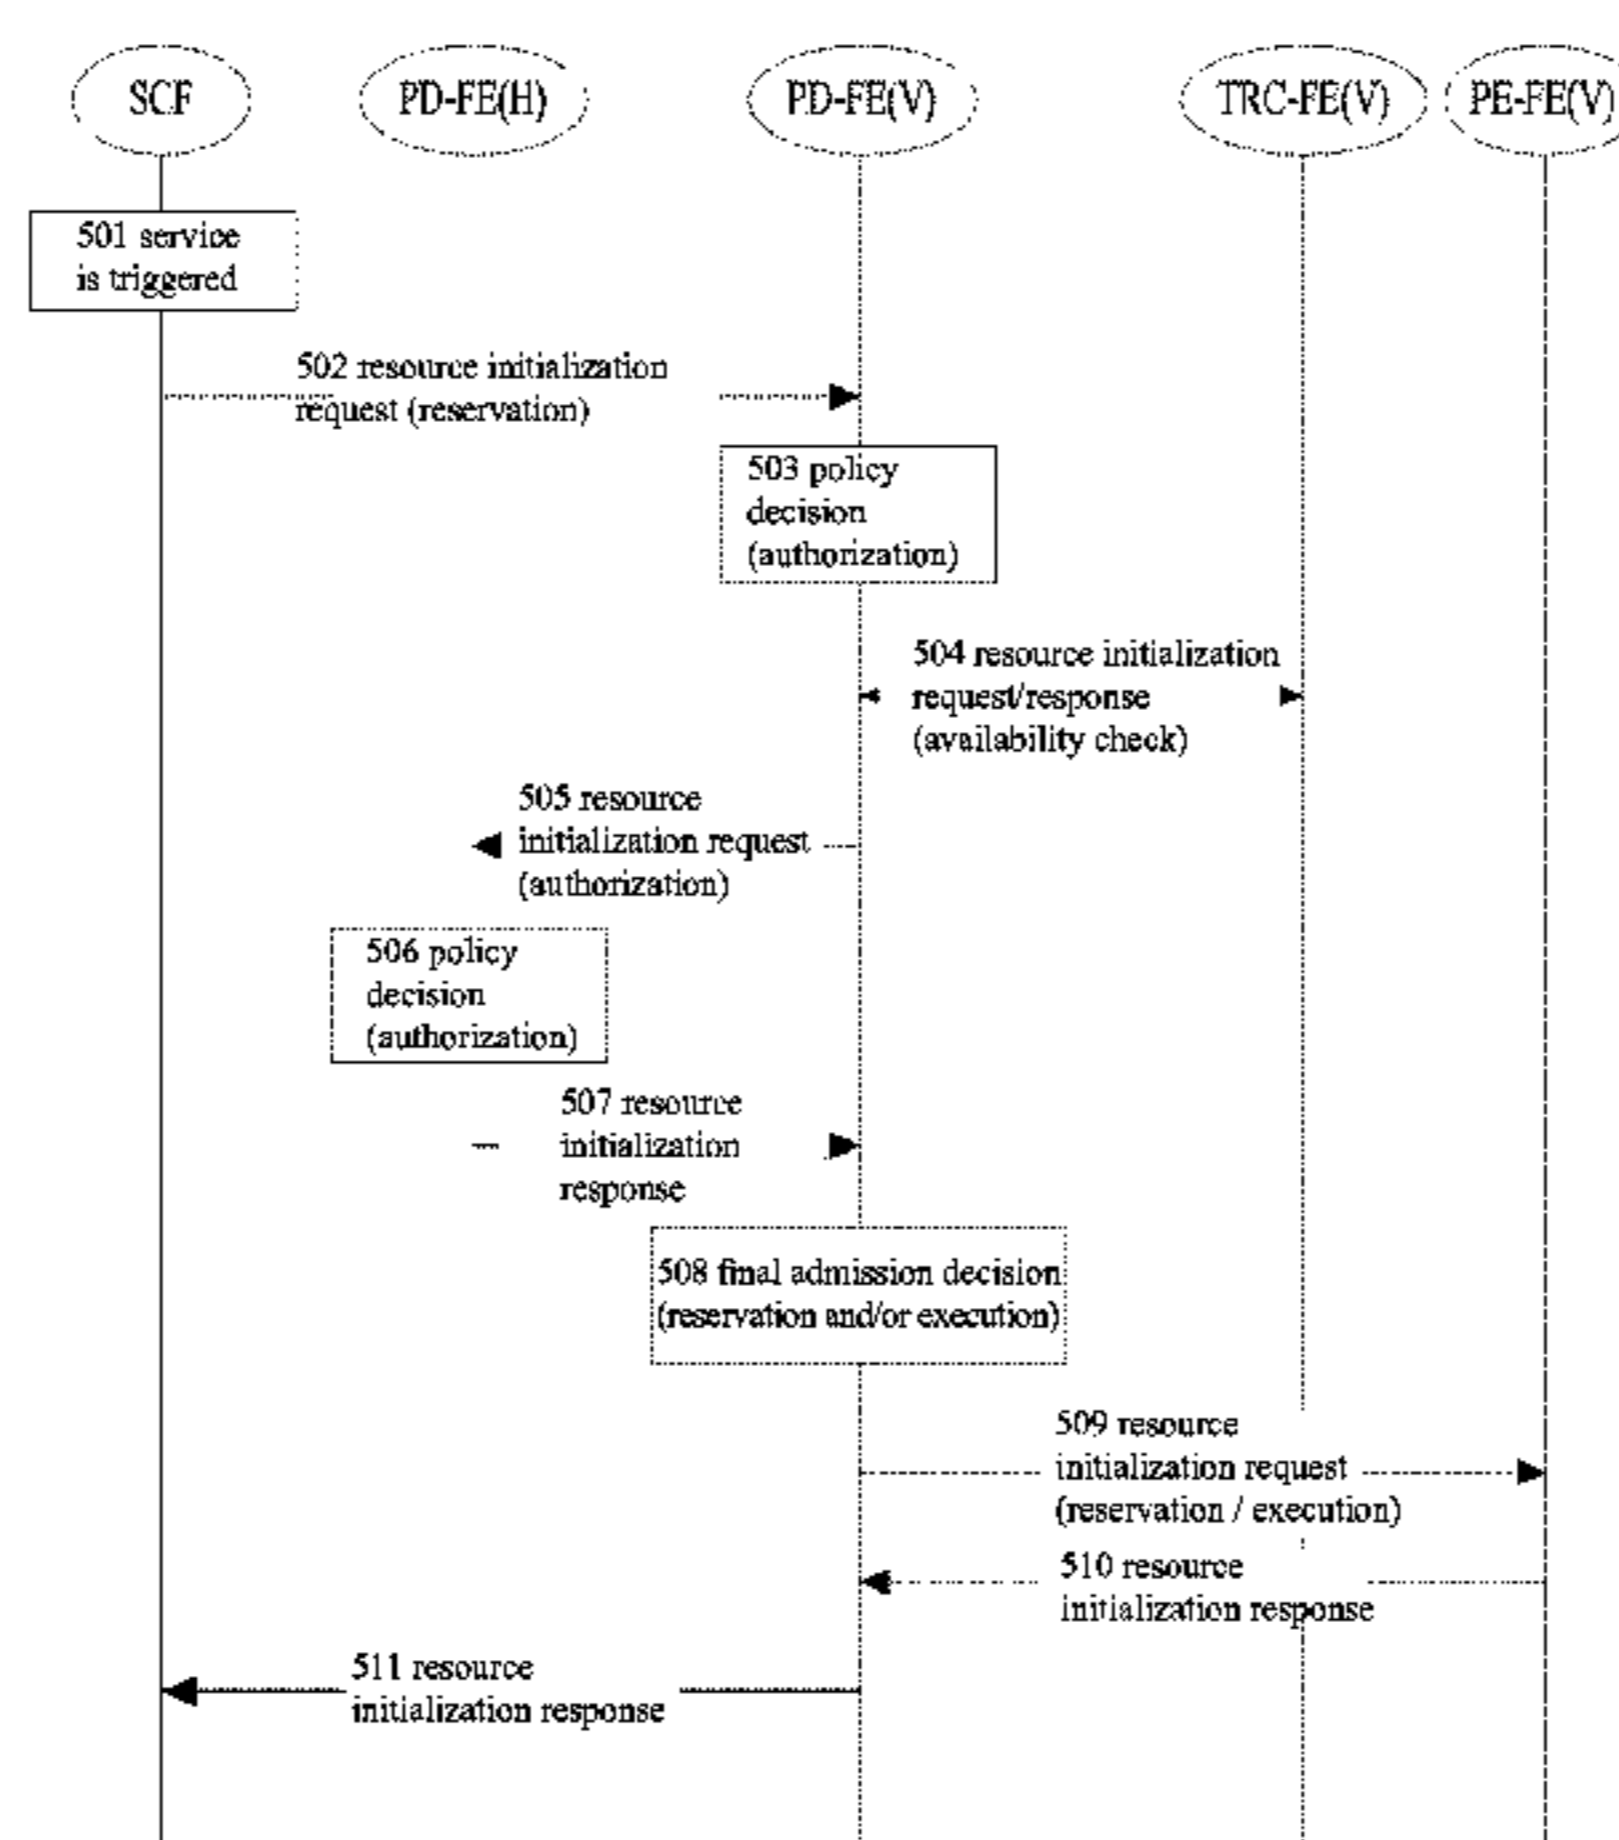 SCF
PD-FE(H)
PD-FE(V)
TRC-FE(V)
PE-FE(V)
501 service
is triggered
502 resource initialization
request (reservation)
503 policy
decision
(authorization)
504 resource initialization
request/response
(availability check)
505 resource
initialization request
(authorization)
506 policy
decision
(authorization)
507 resource
initialization
response
508 final admission decision
(reservation and/or execution)
509 resource
initialization request
(reservation / execution)
510 resource
initialization response
511 resource
initialization response